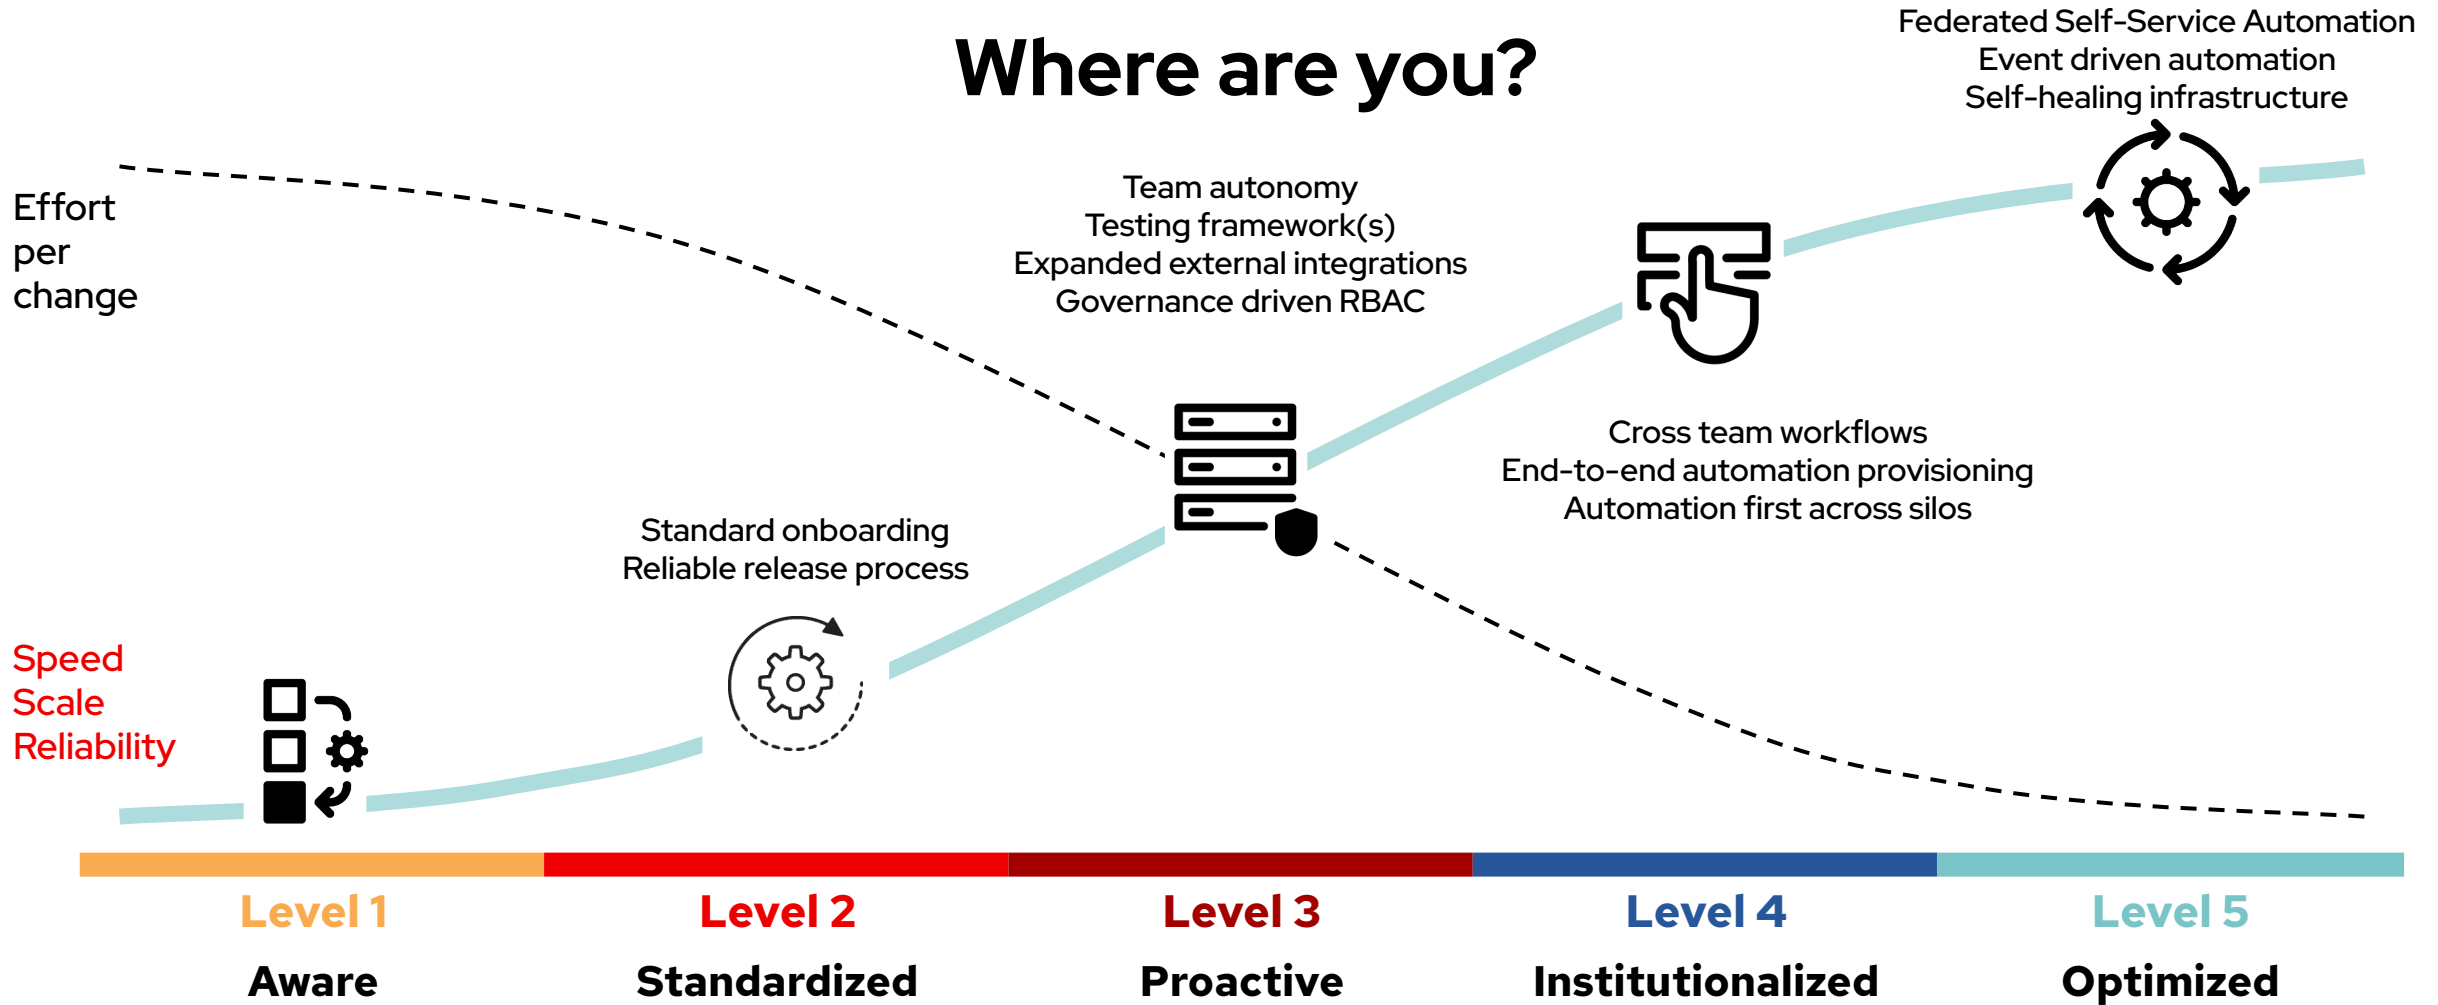 Where are you?
Federated Self-Service Automation
Event driven automation
Self-healing infrastructure
Effort
per
change
Team autonomy
Testing framework(s)
Expanded external integrations
Governance driven RBAC
Cross team workflows
End-to-end automation provisioning
Automation first across silos
Standard onboarding
Reliable release process
Speed
Scale
Reliability
Level 1
Aware
Level 2
Standardized
Level 3
Proactive
Level 4
Institutionalized
Level 5
Optimized